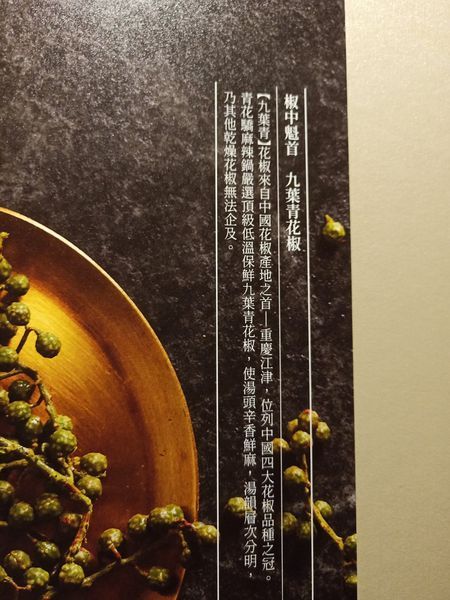 椒中魁首　九葉青花椒
【九葉青】花椒來自中國花椒產地之首—重慶江津，位列中國四大花椒品種之冠。
青花驕麻辣鍋嚴選頂級低溫保鮮九葉青花椒，使湯頭辛香鮮麻，湯韻層次分明，
乃其他乾燥花椒無法企及。